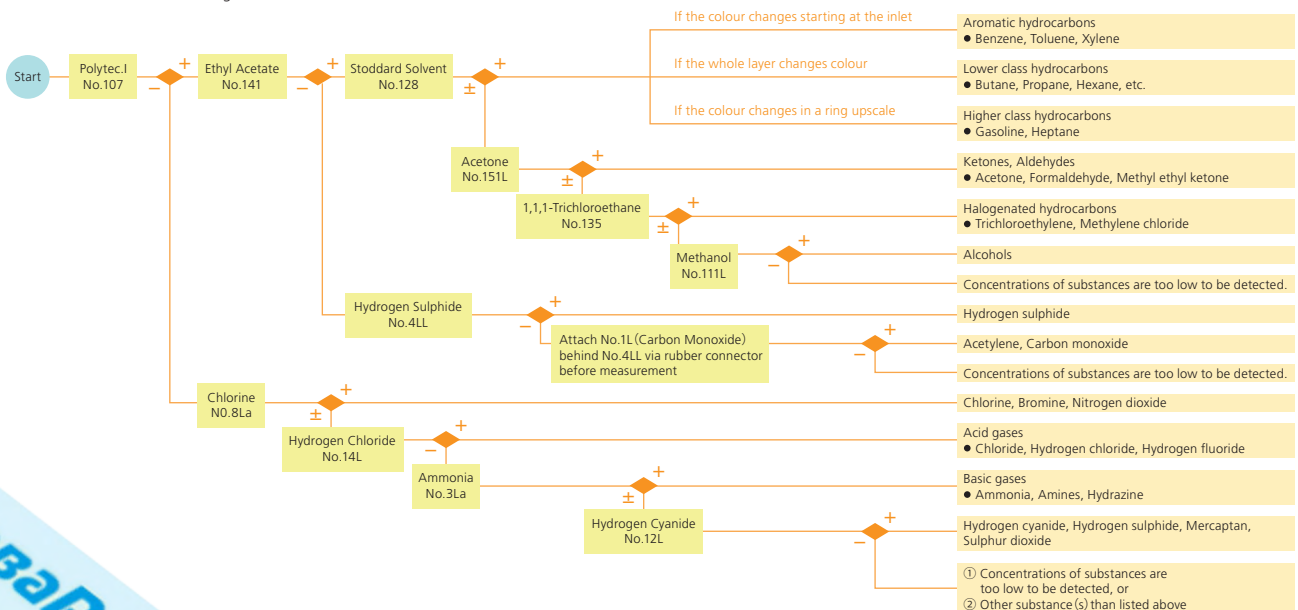 If the colour changes starting at the inlet
Aromatic hydrocarbons
● Benzene, Toluene, Xylene
Start
Polytec.I
No.107
+
−
Ethyl Acetate
No.141
+
−
Stoddard Solvent
No.128
+
±
If the whole layer changes colour
Lower class hydrocarbons
● Butane, Propane, Hexane, etc.
If the colour changes in a ring upscale
Higher class hydrocarbons
● Gasoline, Heptane
Acetone
No.151L
+
±
Ketones, Aldehydes
● Acetone, Formaldehyde, Methyl ethyl ketone
1,1,1-Trichloroethane
No.135
+
±
Halogenated hydrocarbons
● Trichloroethylene, Methylene chloride
Methanol
No.111L
+
−
Alcohols
Concentrations of substances are too low to be detected.
Hydrogen Sulphide
No.4LL
+
−
Hydrogen sulphide
Attach No.1L (Carbon Monoxide)
behind No.4LL via rubber connector
before measurement
+
−
Acetylene, Carbon monoxide
Concentrations of substances are too low to be detected.
Chlorine
N0.8La
+
±
Chlorine, Bromine, Nitrogen dioxide
Hydrogen Chloride
No.14L
+
−
Acid gases
● Chloride, Hydrogen chloride, Hydrogen fluoride
Ammonia
No.3La
+
±
Basic gases
● Ammonia, Amines, Hydrazine
Hydrogen Cyanide
No.12L
+
−
Hydrogen cyanide, Hydrogen sulphide, Mercaptan,
Sulphur dioxide
① Concentrations of substances are
too low to be detected, or
② Other substance(s) than listed above